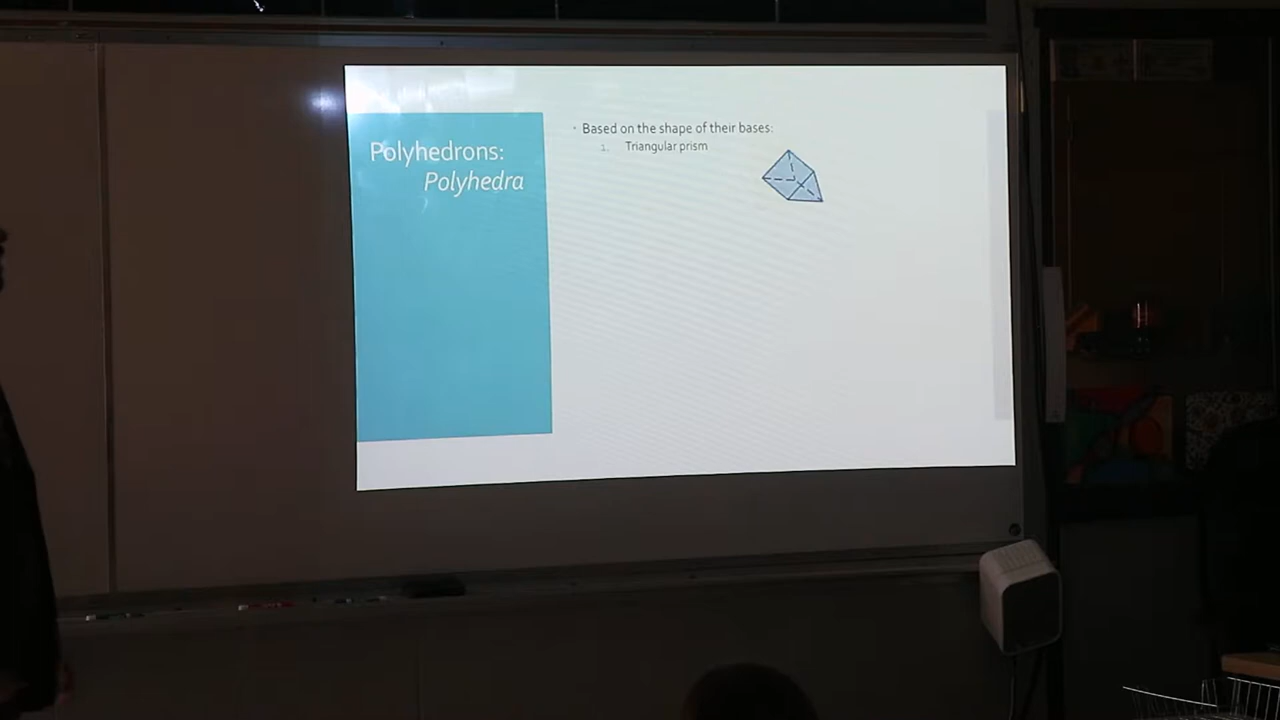 Polyhedrons:
Polyhedra
• Based on the shape of their bases:
1. Triangular prism